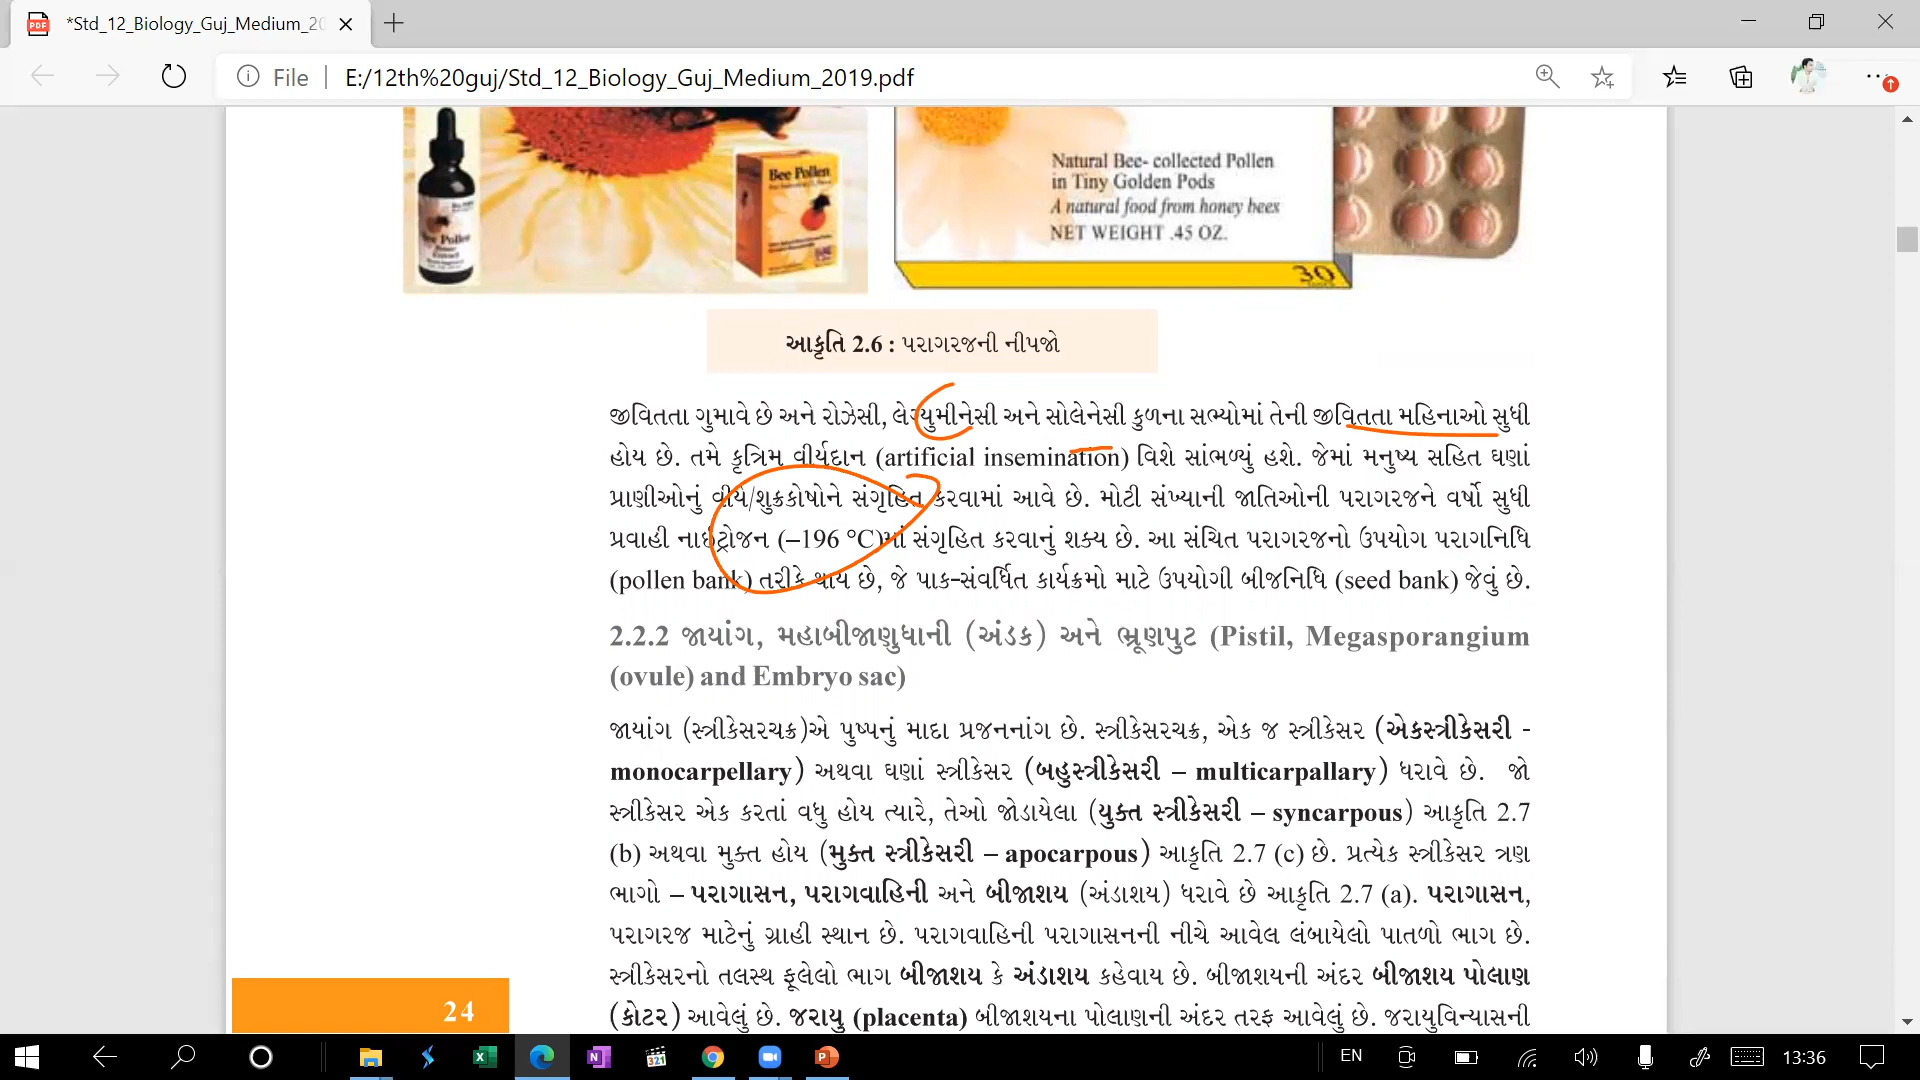 *Std_12_Biology_Guj_Medium_20
File
E:/12th%20guj/Std_12_Biology_Guj_Medium_2019.pdf
Bee Pollen
Bee Pollen
Natural Bee- collected Pollen
in Tiny Golden Pods
A natural food from honey bees
NET WEIGHT .45 OZ.
30
આકૃતિ 2.6 : પરાગરજની નીપજો
જીવિતતા ગુમાવે છે અને રોઝેસી, લેગ્યુમીનેસી અને સોલેનેસી કુળના સભ્યોમાં તેની જીવિતતા મહિનાઓ સુધી
હોય છે. તમે કૃત્રિમ વીર્યદાન (artificial insemination) વિશે સાંભળ્યું હશે. જેમાં મનુષ્ય સહિત ઘણાં
પ્રાણીઓનું વીર્ય/શુક્રકોષોને સંગૃહિત કરવામાં આવે છે. મોટી સંખ્યાની જાતિઓની પરાગરજને વર્ષો સુધી
પ્રવાહી નાઈટ્રોજન (–196 °C)માં સંગૃહિત કરવાનું શક્ય છે. આ સંચિત પરાગરજનો ઉપયોગ પરાગનિધિ
(pollen bank) તરીકે થાય છે, જે પાક-સંવર્ધિત કાર્યક્રમો માટે ઉપયોગી બીજનિધિ (seed bank) જેવું છે.
2.2.2 જાયાંગ, મહાબીજાણુધાની (અંડક) અને ભ્રૂણપુટ (Pistil, Megasporangium
(ovule) and Embryo sac)
જાયાંગ (સ્ત્રીકેસરચક્ર)એ પુષ્પનું માદા પ્રજનનાંગ છે. સ્ત્રીકેસરચક્ર, એક જ સ્ત્રીકેસર (એકસ્ત્રીકેસરી -
monocarpellary) અથવા ઘણાં સ્ત્રીકેસર (બહુસ્ત્રીકેસરી – multicarpallary) ધરાવે છે. જો
સ્ત્રીકેસર એક કરતાં વધુ હોય ત્યારે, તેઓ જોડાયેલા (યુક્ત સ્ત્રીકેસરી – syncarpous) આકૃતિ 2.7
(b) અથવા મુક્ત હોય (મુક્ત સ્ત્રીકેસરી – apocarpous) આકૃતિ 2.7 (c) છે. પ્રત્યેક સ્ત્રીકેસર ત્રણ
ભાગો – પરાગાસન, પરાગવાહિની અને બીજાશય (અંડાશય) ધરાવે છે આકૃતિ 2.7 (a). પરાગાસન,
પરાગરજ માટેનું ગ્રાહી સ્થાન છે. પરાગવાહિની પરાગાસનની નીચે આવેલ લંબાયેલો પાતળો ભાગ છે.
સ્ત્રીકેસરનો તલસ્થ ફૂલેલો ભાગ બીજાશય કે અંડાશય કહેવાય છે. બીજાશયની અંદર બીજાશય પોલાણ
(કોટર) આવેલું છે. જરાયુ (placenta) બીજાશયના પોલાણની અંદર તરફ આવેલું છે. જરાયુવિન્યાસની
24
EN
13:36